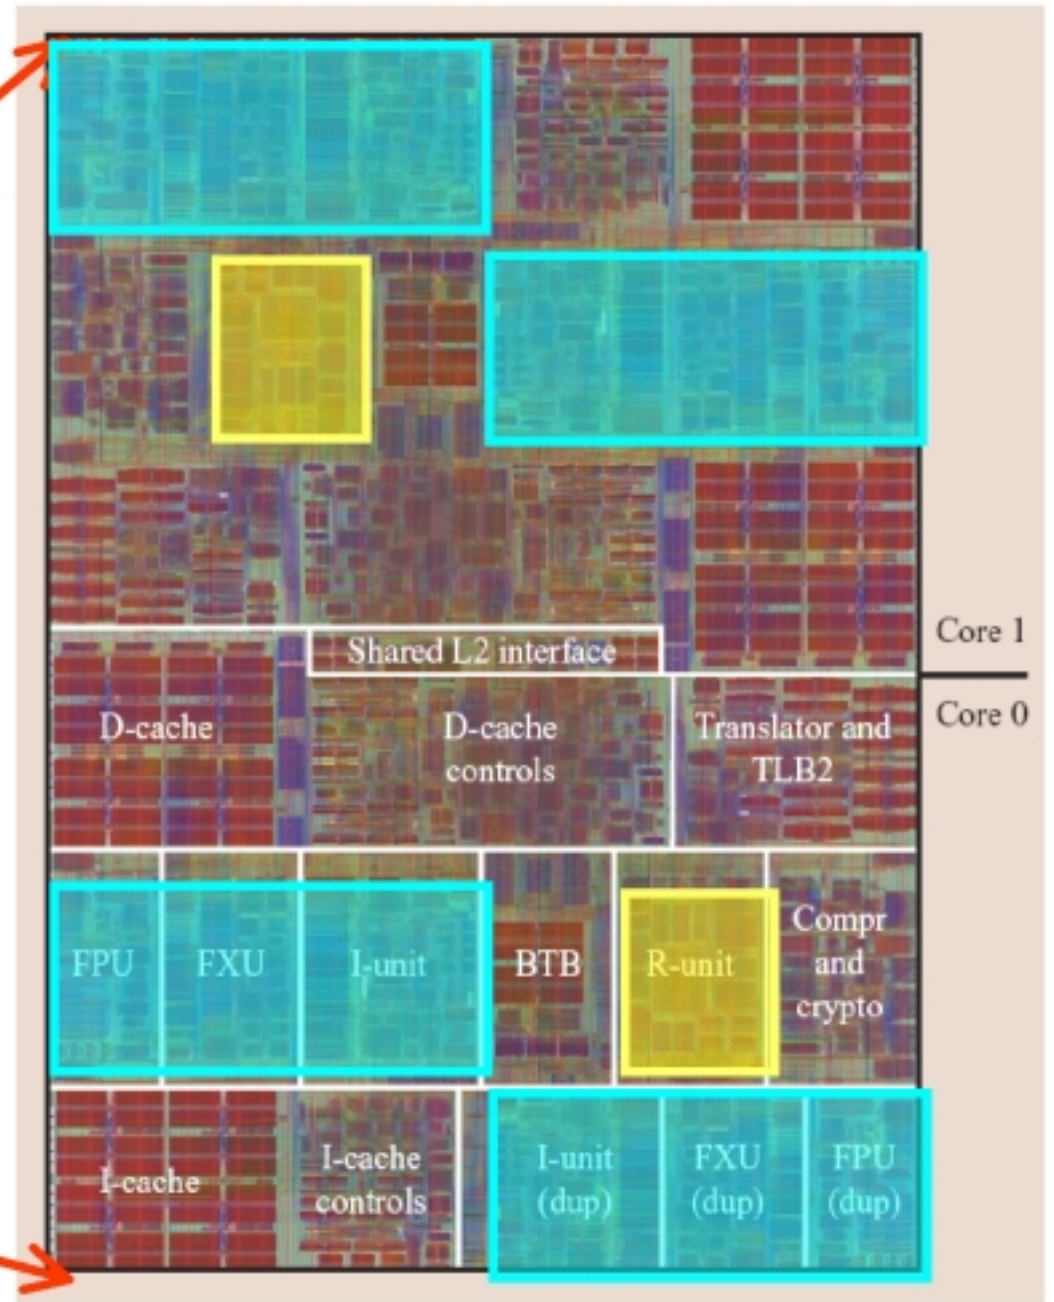 Core 1
Shared L2 interface
Core 0
D-cache
D-cache
controls
Translator and
TLB2
FPU
FXU
I-unit
BTB
R-unit
Compr
and
crypto
I-cache
I-cache
controls
I-unit
(dup)
FXU
(dup)
FPU
(dup)